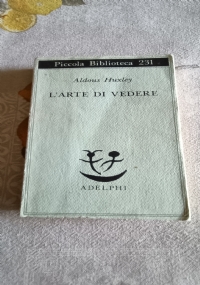 Piccola Biblioteca 231
Aldous Huxley
L'ARTE DI VEDERE
ADELPHI